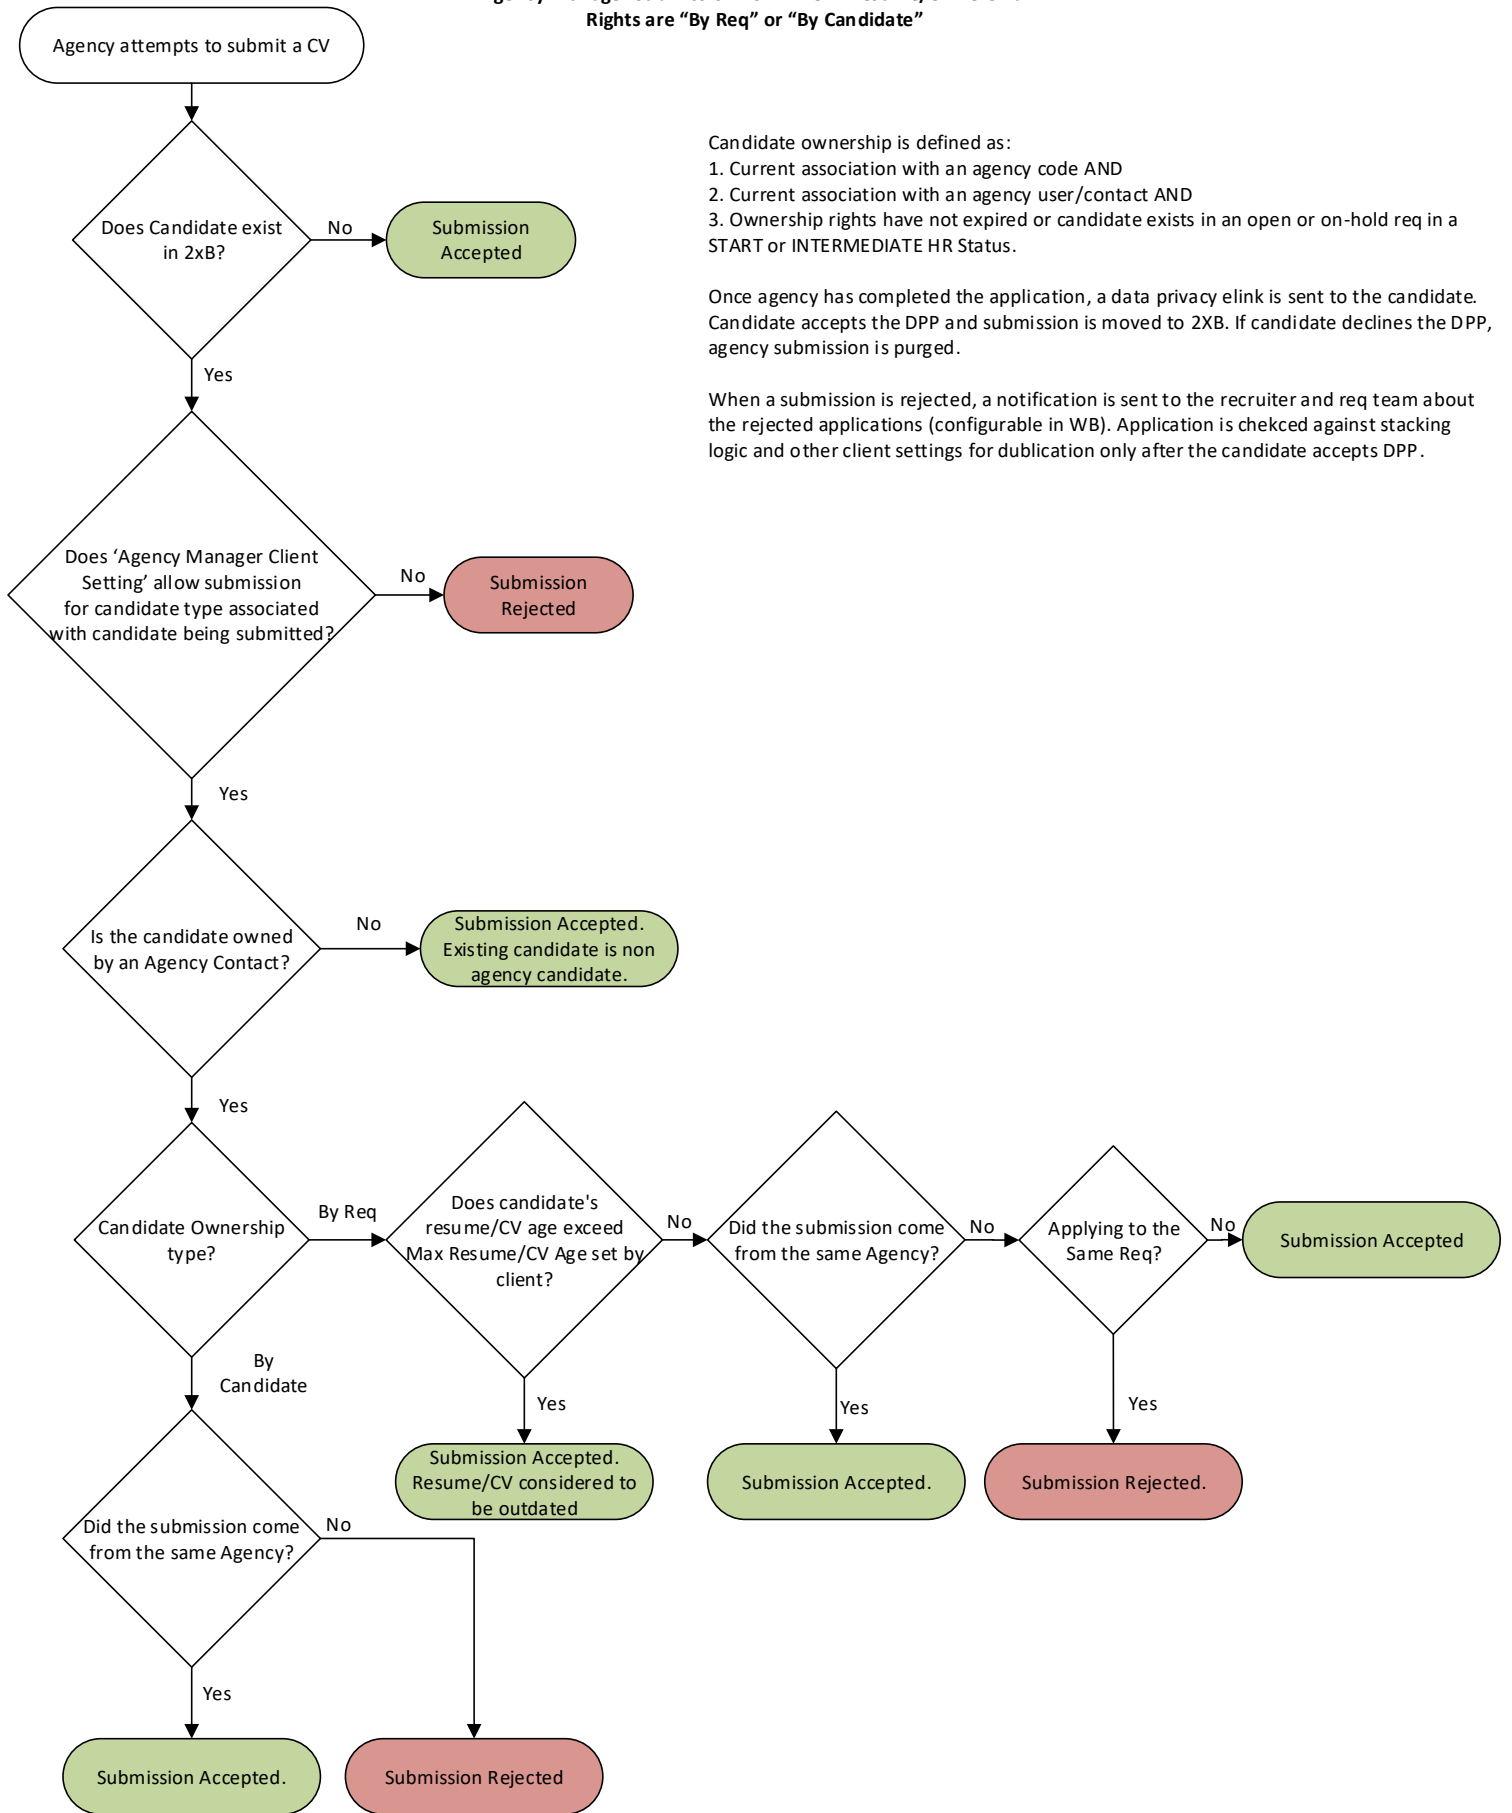 Rights are “By Req” or “By Candidate”
Agency attempts to submit a CV
Candidate ownership is defined as:
1. Current association with an agency code AND
2. Current association with an agency user/contact AND
3. Ownership rights have not expired or candidate exists in an open or on-hold req in a
START or INTERMEDIATE HR Status.
Once agency has completed the application, a data privacy elink is sent to the candidate.
Candidate accepts the DPP and submission is moved to 2XB. If candidate declines the DPP,
agency submission is purged.
When a submission is rejected, a notification is sent to the recruiter and req team about
the rejected applications (configurable in WB). Application is chekced against stacking
logic and other client settings for dublication only after the candidate accepts DPP.
Does Candidate exist
in 2xB?
No
Submission
Accepted
Yes
Does ‘Agency Manager Client
Setting’ allow submission
for candidate type associated
with candidate being submitted?
No
Submission
Rejected
Yes
Is the candidate owned
by an Agency Contact?
No
Submission Accepted.
Existing candidate is non
agency candidate.
Yes
Candidate Ownership
type?
By Req
Does candidate's
resume/CV age exceed
Max Resume/CV Age set by
client?
No
Did the submission come
from the same Agency?
No
Applying to the
Same Req?
No
Submission Accepted
By
Candidate
Yes
Submission Accepted.
Resume/CV considered to
be outdated
Yes
Submission Accepted.
Yes
Submission Rejected.
Did the submission come
from the same Agency?
No
Yes
Submission Accepted.
Submission Rejected